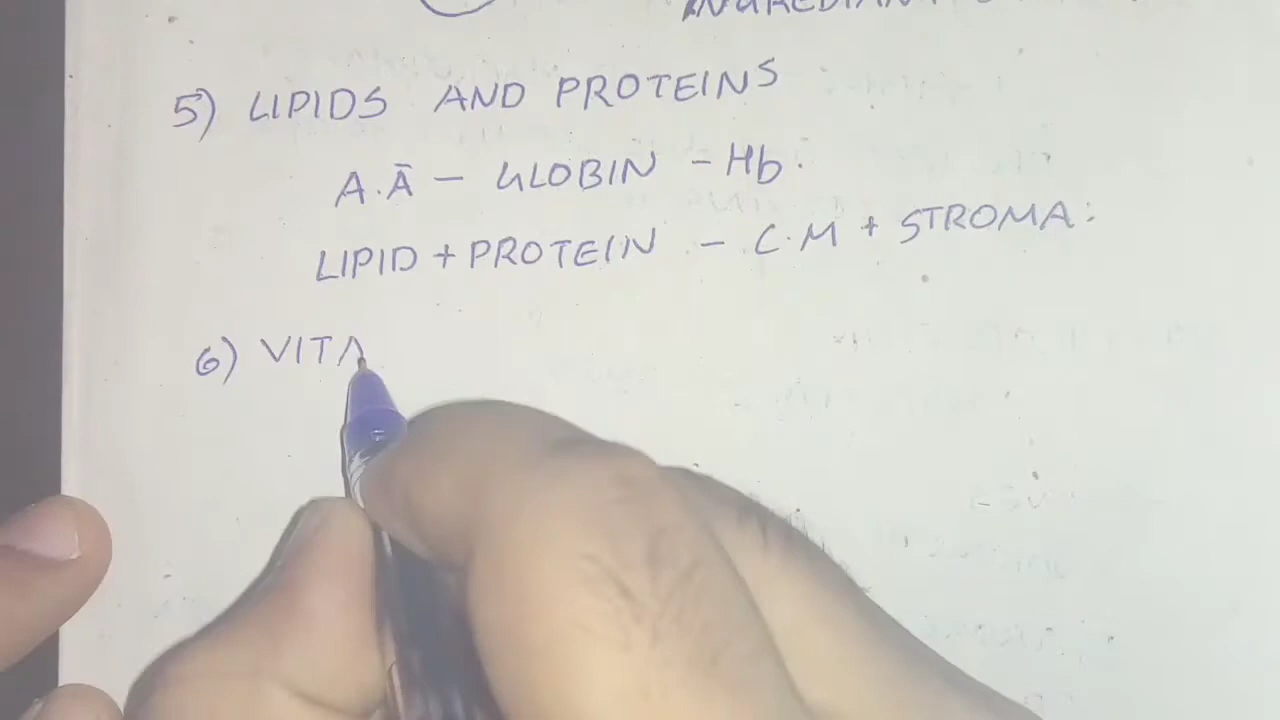 5) LIPIDS AND PROTEINS
A.Ā – GLOBIN – Hb.
LIPID + PROTEIN – C.M + STROMA:
6) VITA